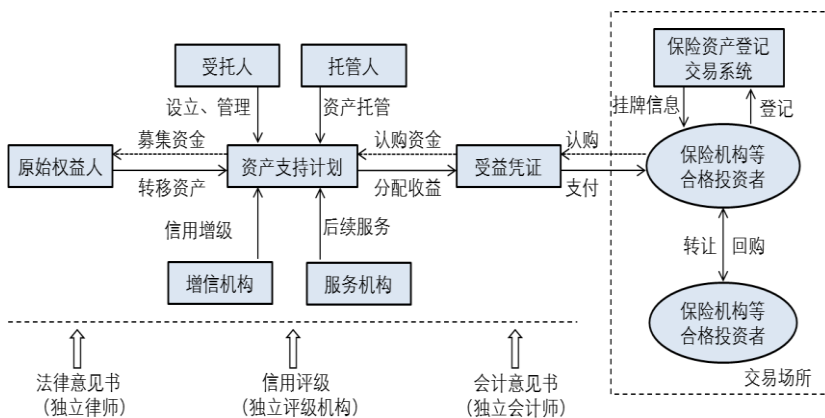 受托人
托管人
保险资产登记
交易系统
设立、管理
资产托管
挂牌信息
登记
募集资金
认购资金
认购
原始权益人
资产支持计划
受益凭证
保险机构等
合格投资者
转移资产
分配收益
支付
信用增级
后续服务
转让
回购
增信机构
服务机构
保险机构等
合格投资者
交易场所
法律意见书
（独立律师）
信用评级
（独立评级机构）
会计意见书
（独立会计师）